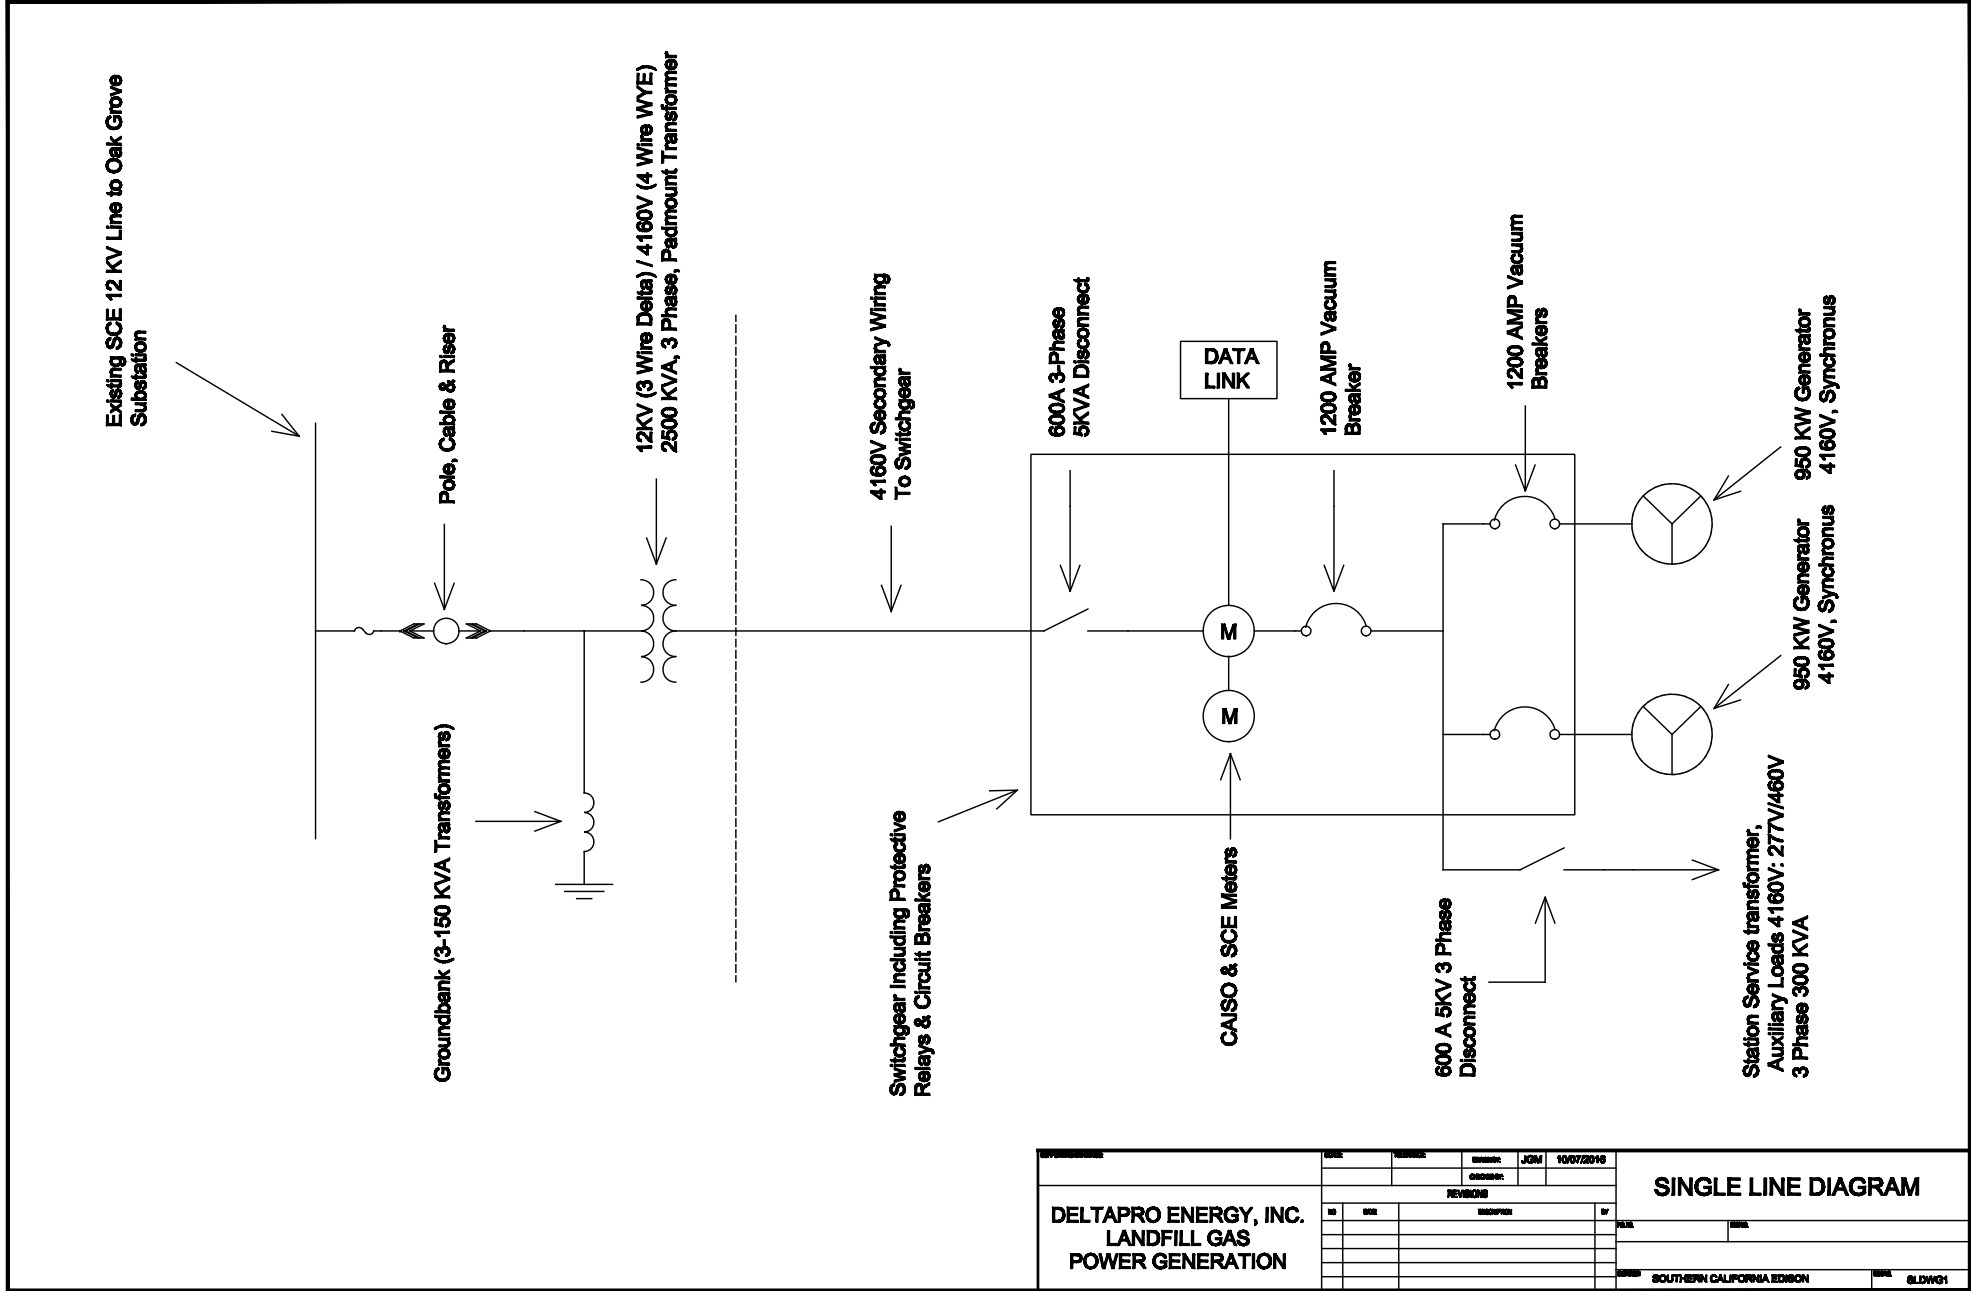 Existing SCE 12 KV Line to Oak Grove
Substation
Pole, Cable & Riser
12KV (3 Wire Delta) / 4160V (4 Wire WYE)
2500 KVA, 3 Phase, Padmount Transformer
4160V Secondary Wiring
To Switchgear
600A 3-Phase
5KVA Disconnect
DATA
LINK
1200 AMP Vacuum
Breaker
1200 AMP Vacuum
Breakers
950 KW Generator
4160V, Synchronus
950 KW Generator
4160V, Synchronus
M
M
Groundbank (3-150 KVA Transformers)
Switchgear Including Protective
Relays & Circuit Breakers
CAISO & SCE Meters
600 A 5KV 3 Phase
Disconnect
Station Service transformer,
Auxiliary Loads 4160V: 277V/460V
3 Phase 300 KVA
DELTAPRO ENERGY, INC.
LANDFILL GAS
POWER GENERATION
JGM 10/07/2016
REVISIONS
NO DATE DESCRIPTION BY
SINGLE LINE DIAGRAM
SOUTHERN CALIFORNIA EDISON
SLDWG1